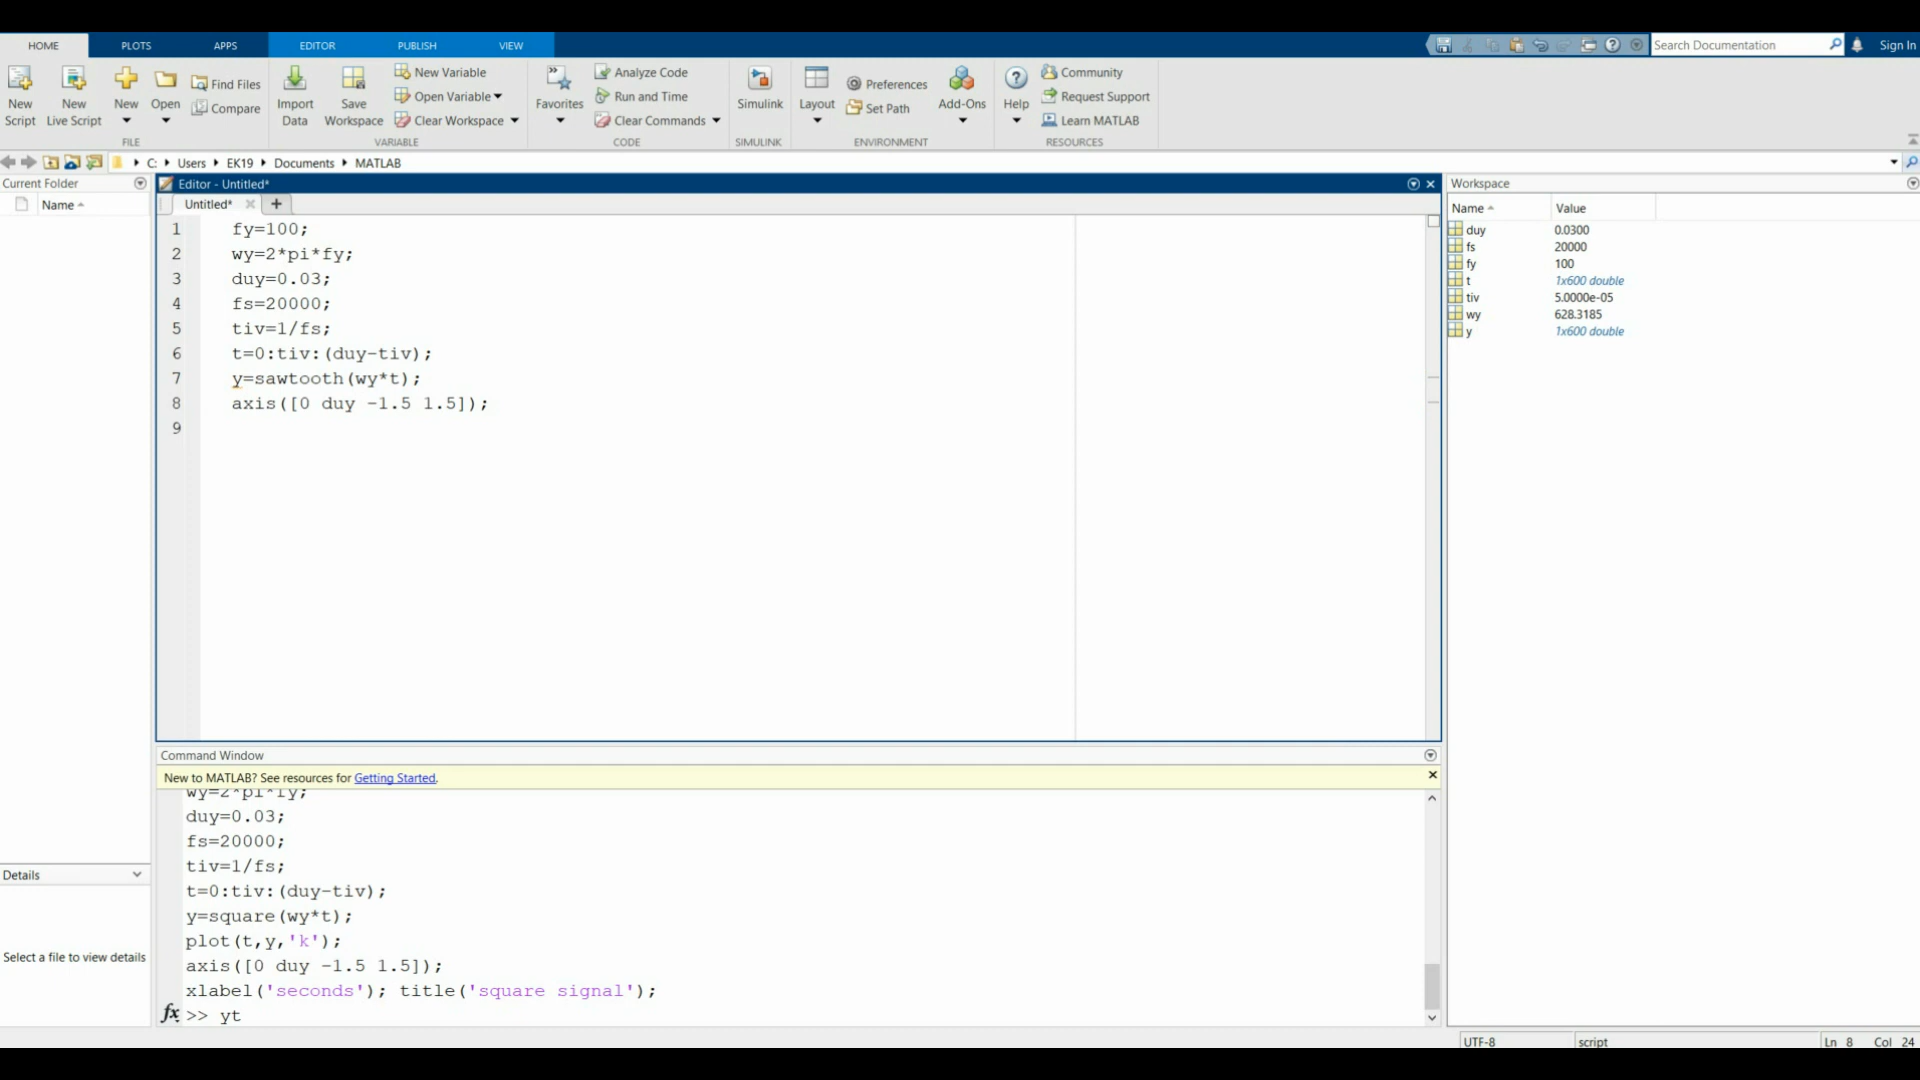 HOME PLOTS APPS EDITOR PUBLISH VIEW Search Documentation Sign In
New Script
New Live Script
New
Open
Find Files
Compare
FILE
Import Data
Save Workspace
New Variable
Open Variable
Clear Workspace
VARIABLE
Favorites
Analyze Code
Run and Time
Clear Commands
CODE
Simulink
SIMULINK
Layout
Preferences
Set Path
Add-Ons
ENVIRONMENT
Help
Community
Request Support
Learn MATLAB
RESOURCES
C: Users EK19 Documents MATLAB
Current Folder
Name
Editor - Untitled*
Untitled*
1 fy=100;
2 wy=2*pi*fy;
3 duy=0.03;
4 fs=20000;
5 tiv=1/fs;
6 t=0:tiv:(duy-tiv);
7 y=sawtooth(wy*t);
8 axis([0 duy -1.5 1.5]);
9
Workspace
Name Value
duy 0.0300
fs 20000
fy 100
t 1x600 double
tiv 5.0000e-05
wy 628.3185
y 1x600 double
Command Window
New to MATLAB? See resources for Getting Started.
wy=2*pi*fy;
duy=0.03;
fs=20000;
tiv=1/fs;
t=0:tiv:(duy-tiv);
y=square(wy*t);
plot(t,y,'k');
axis([0 duy -1.5 1.5]);
xlabel('seconds'); title('square signal');
fx >> yt
Details
Select a file to view details
UTF-8 script Ln 8 Col 24